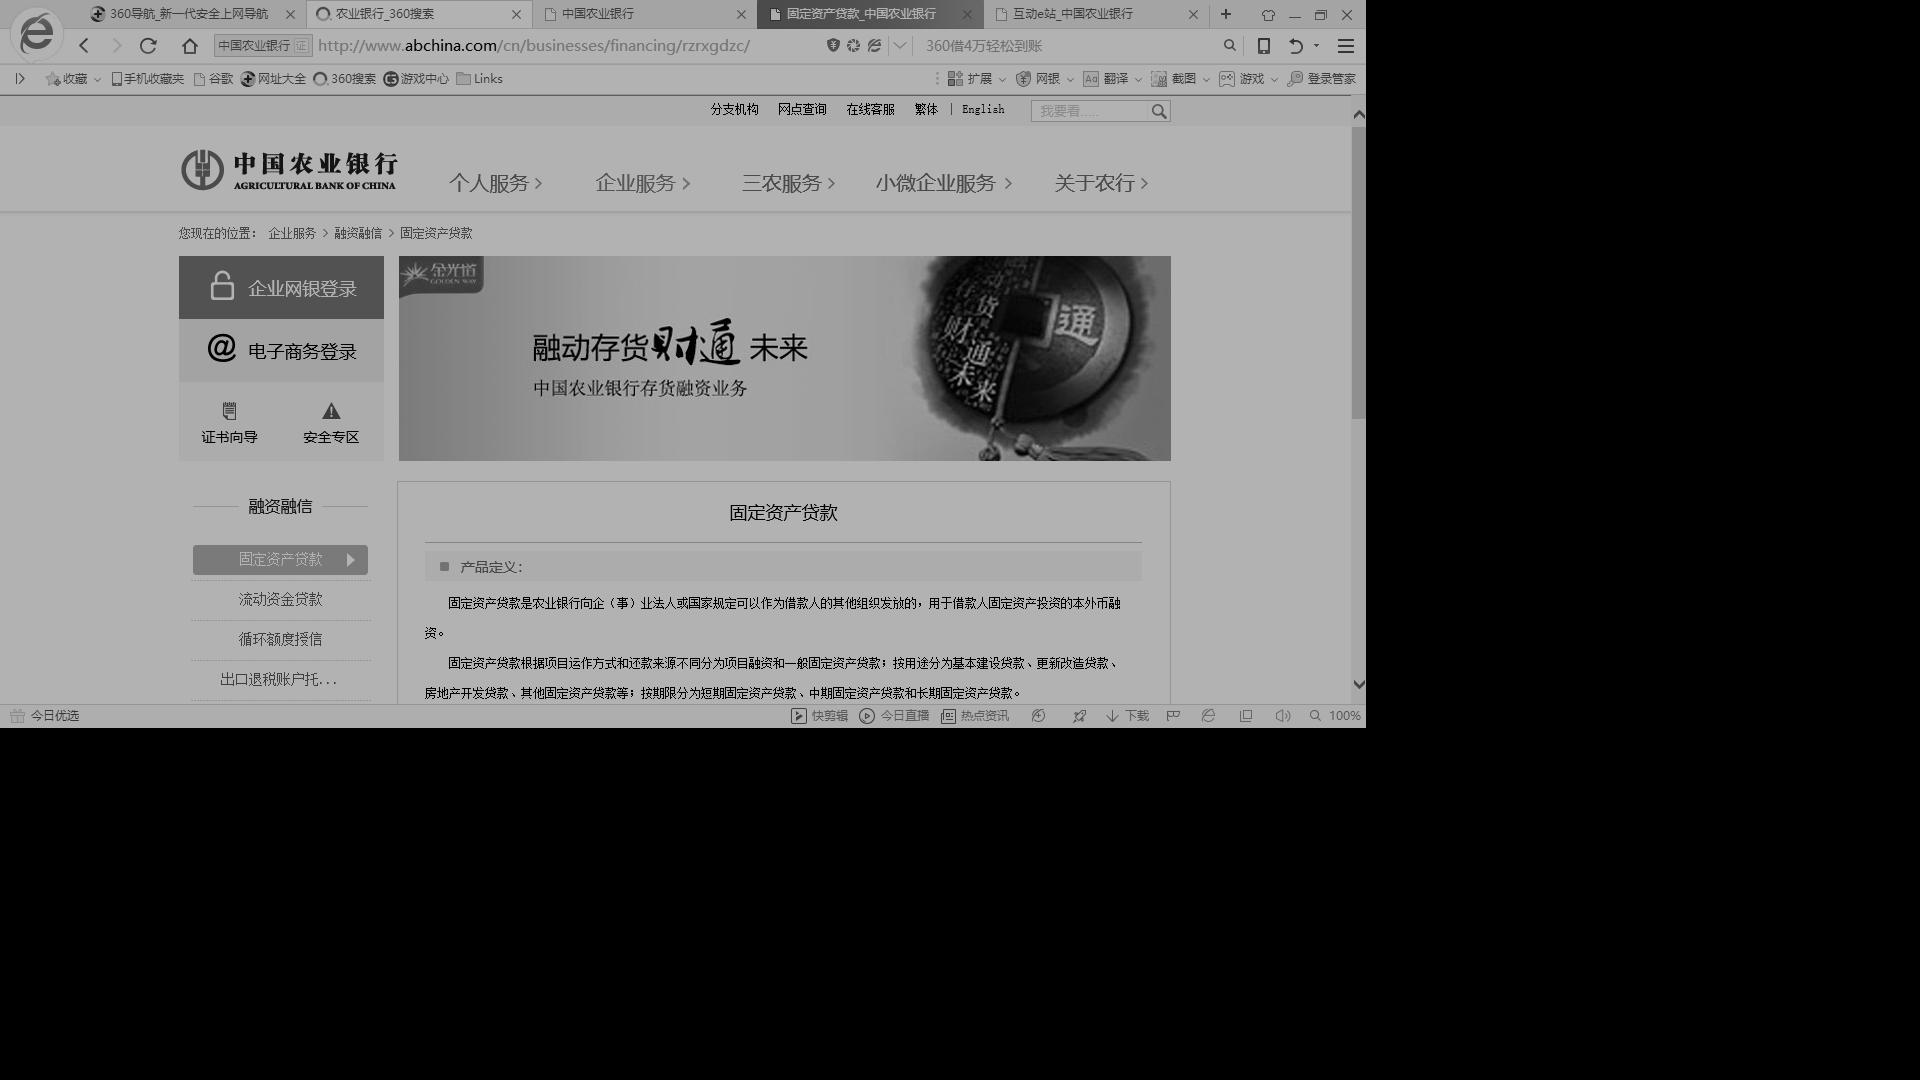 360导航_新一代安全上网导航
农业银行_360搜索
中国农业银行
固定资产贷款_中国农业银行
互动e站_中国农业银行
中国农业银行 证 http://www.abchina.com/cn/businesses/financing/rzrxgdzc/
360借4万轻松到账
收藏 手机收藏夹 谷歌 网址大全 360搜索 游戏中心 Links
扩展 网银 翻译 截图 游戏 登录管家
分支机构 网点查询 在线客服 繁体 | English 我要看.....
中国农业银行
AGRICULTURAL BANK OF CHINA
个人服务 企业服务 三农服务 小微企业服务 关于农行
您现在的位置： 企业服务 > 融资融信 > 固定资产贷款
企业网银登录
@ 电子商务登录
证书向导 安全专区
金光道
GOLDEN WAY
融动存货财通 未来
中国农业银行存货融资业务
通
动存货财通未来
融资融信
固定资产贷款
流动资金贷款
循环额度授信
出口退税账户托...
固定资产贷款
产品定义：
固定资产贷款是农业银行向企（事）业法人或国家规定可以作为借款人的其他组织发放的，用于借款人固定资产投资的本外币融
资。
固定资产贷款根据项目运作方式和还款来源不同分为项目融资和一般固定资产贷款；按用途分为基本建设贷款、更新改造贷款、
房地产开发贷款、其他固定资产贷款等；按期限分为短期固定资产贷款、中期固定资产贷款和长期固定资产贷款。
今日优选
快剪辑 今日直播 热点资讯 下载 100%